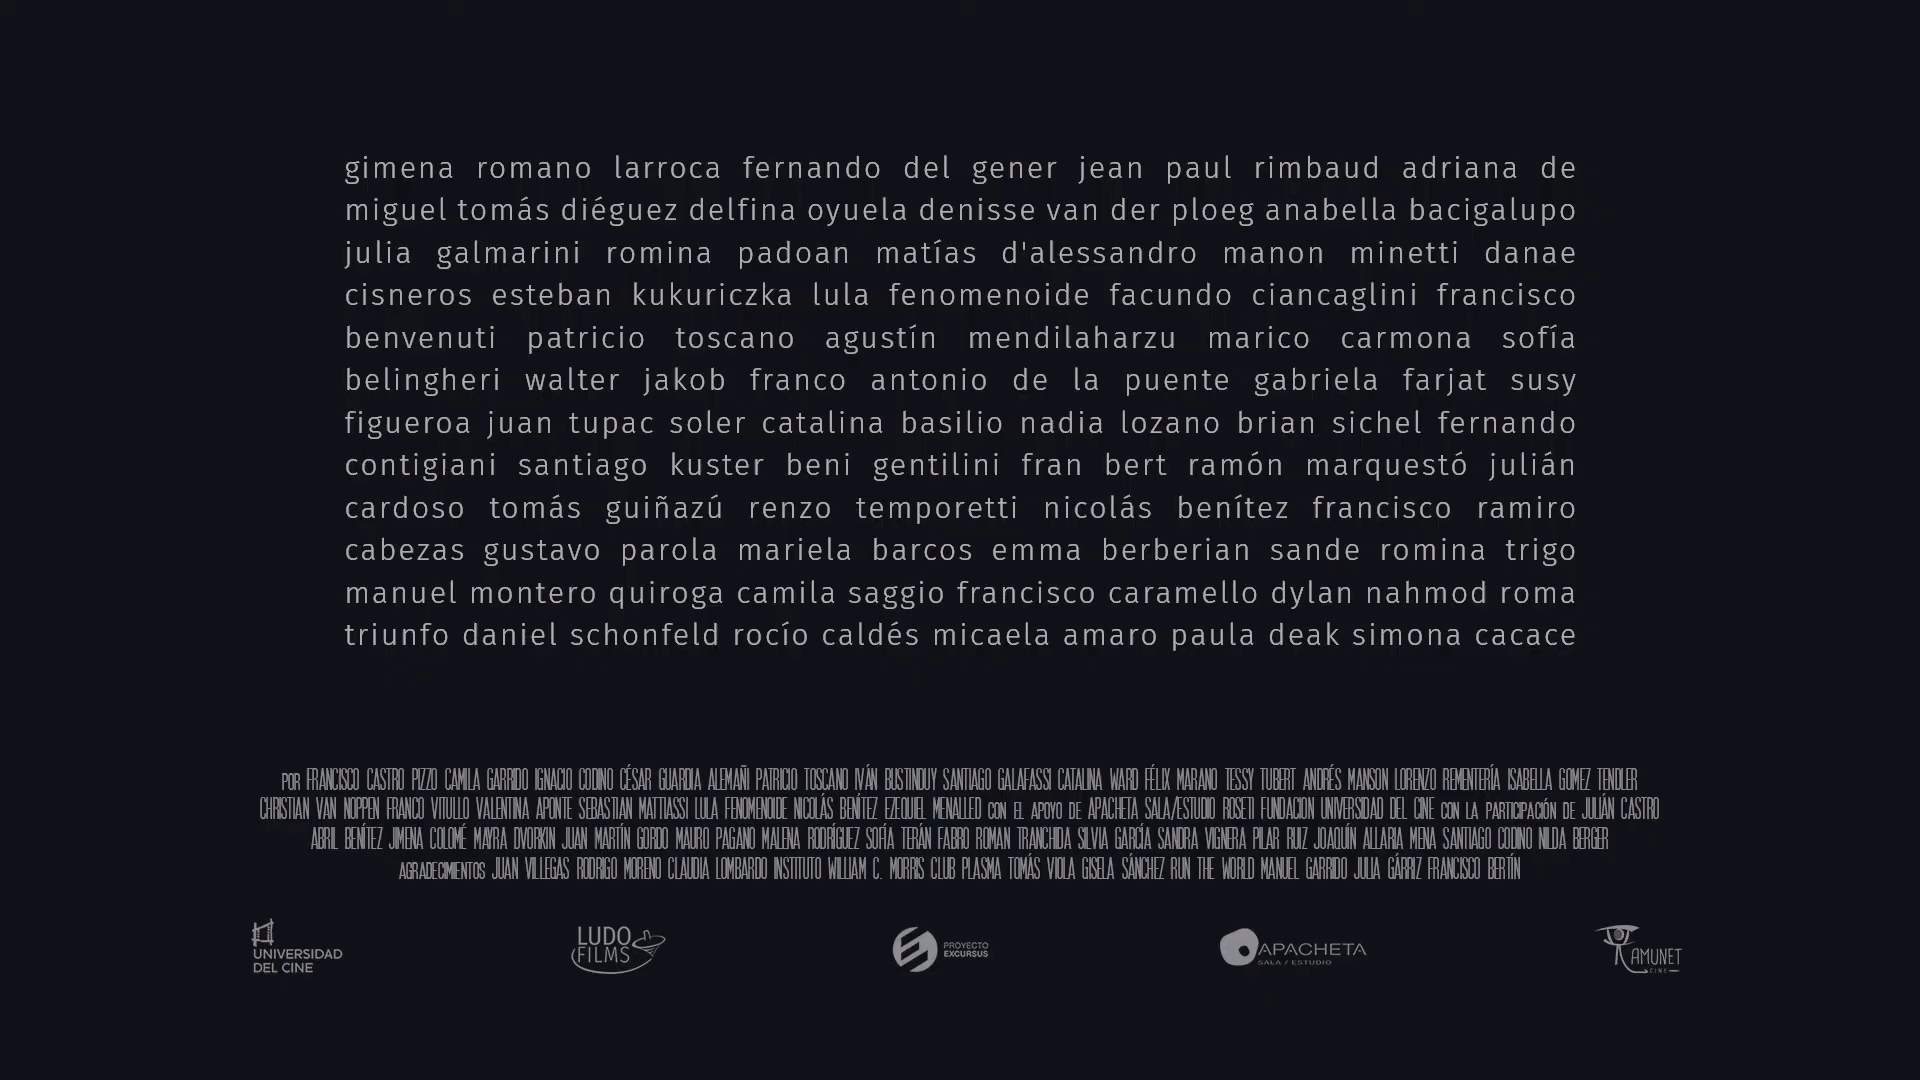 gimena romano larroca fernando del gener jean paul rimbaud adriana de
miguel tomás diéguez delfina oyuela denisse van der ploeg anabella bacigalupo
julia galmarini romina padoan matías d'alessandro manon minetti danae
cisneros esteban kukuriczka lula fenomenoide facundo ciancaglini francisco
benvenuti patricio toscano agustín mendilaharzu marico carmona sofía
belingheri walter jakob franco antonio de la puente gabriela farjat susy
figueroa juan tupac soler catalina basilio nadia lozano brian sichel fernando
contigiani santiago kuster beni gentilini fran bert ramón marquestó julián
cardoso tomás guiñazú renzo temporetti nicolás benítez francisco ramiro
cabezas gustavo parola mariela barcos emma berberian sande romina trigo
manuel montero quiroga camila saggio francisco caramello dylan nahmod roma
triunfo daniel schonfeld rocío caldés micaela amaro paula deak simona cacace
POR FRANCISCO CASTRO PIZZO CAMILA GARRIDO IGNACIO CODINO CÉSAR GUARDIA ALEMAÑI PATRICIO TOSCANO IVÁN BUSTINDUY SANTIAGO GALAFASSI CATALINA WARD FÉLIX MARANO TESSY TUBERT ANDRÉS MANSON LORENZO REMENTERÍA ISABELLA GOMEZ TENDLER
CHRISTIAN VAN NOPPEN FRANCO VITULLO VALENTINA APONTE SEBASTIAN MATTIASSI LULA FENOMENOIDE NICOLÁS BENÍTEZ EZEQUIEL MENALLED CON EL APOYO DE APACHETA SALA/ESTUDIO ROSETI FUNDACION UNIVERSIDAD DEL CINE CON LA PARTICIPACIÓN DE JULIÁN CASTRO
ABRIL BENÍTEZ JIMENA COLOMÉ MAYRA DVORKIN JUAN MARTÍN GORDO MAURO PAGANO MALENA RODRÍGUEZ SOFÍA TERÁN FABRO ROMAN TRANCHIDA SILVIA GARCÍA SANDRA VIGNERA PILAR RUIZ JOAQUÍN ALLARIA MENA SANTIAGO CODINO NILDA BERGER
AGRADECIMIENTOS JUAN VILLEGAS RODRIGO MORENO CLAUDIA LOMBARDO INSTITUTO WILLIAM C. MORRIS CLUB PLASMA TOMÁS VIOLA GISELA SÁNCHEZ RUN THE WORLD MANUEL GARRIDO JULIA GÁRRIZ FRANCISCO BERTÍN
UNIVERSIDAD
DEL CINE
LUDO
FILMS
PROYECTO
EXCURSUS
APACHETA
SALA / ESTUDIO
AMUNET
CINE